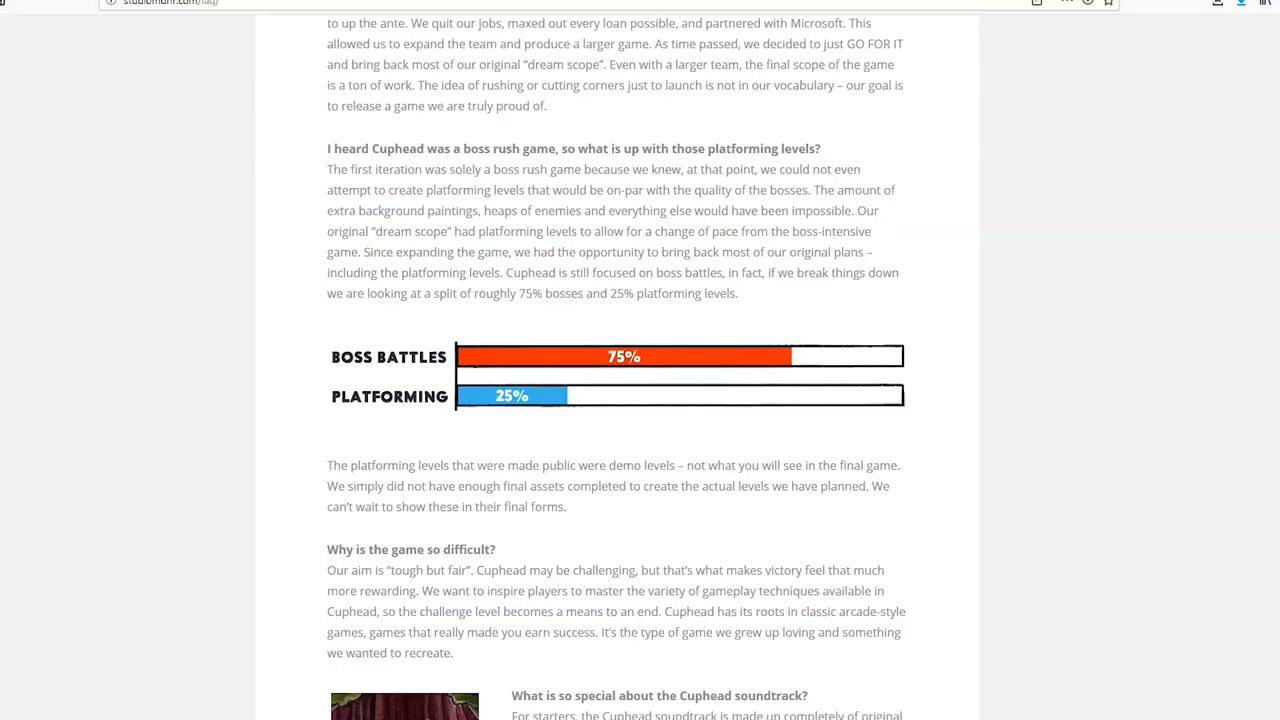 studiomdhr.com/faq/
to up the ante. We quit our jobs, maxed out every loan possible, and partnered with Microsoft. This
allowed us to expand the team and produce a larger game. As time passed, we decided to just GO FOR IT
and bring back most of our original “dream scope”. Even with a larger team, the final scope of the game
is a ton of work. The idea of rushing or cutting corners just to launch is not in our vocabulary – our goal is
to release a game we are truly proud of.
I heard Cuphead was a boss rush game, so what is up with those platforming levels?
The first iteration was solely a boss rush game because we knew, at that point, we could not even
attempt to create platforming levels that would be on-par with the quality of the bosses. The amount of
extra background paintings, heaps of enemies and everything else would have been impossible. Our
original “dream scope” had platforming levels to allow for a change of pace from the boss-intensive
game. Since expanding the game, we had the opportunity to bring back most of our original plans –
including the platforming levels. Cuphead is still focused on boss battles, in fact, if we break things down
we are looking at a split of roughly 75% bosses and 25% platforming levels.
BOSS BATTLES 75%
PLATFORMING 25%
The platforming levels that were made public were demo levels – not what you will see in the final game.
We simply did not have enough final assets completed to create the actual levels we have planned. We
can’t wait to show these in their final forms.
Why is the game so difficult?
Our aim is “tough but fair”. Cuphead may be challenging, but that’s what makes victory feel that much
more rewarding. We want to inspire players to master the variety of gameplay techniques available in
Cuphead, so the challenge level becomes a means to an end. Cuphead has its roots in classic arcade-style
games, games that really made you earn success. It’s the type of game we grew up loving and something
we wanted to recreate.
What is so special about the Cuphead soundtrack?
For starters, the Cuphead soundtrack is made up completely of original